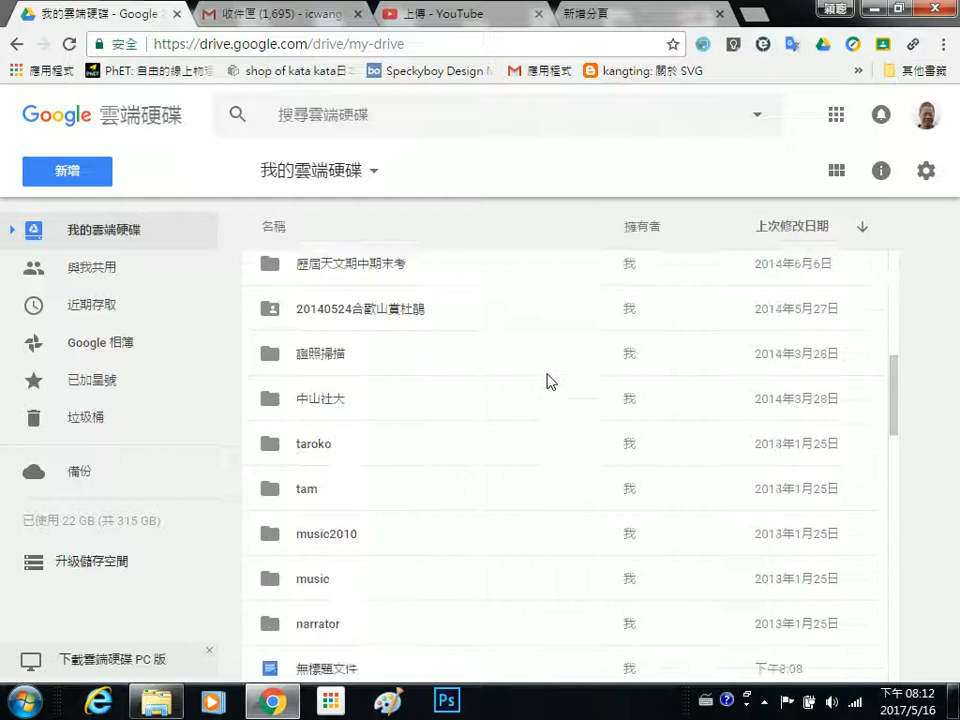 我的雲端硬碟 - Google
收件匣 (1,695) - icwang
上傳 - YouTube
新增分頁
穎聰
安全
https://drive.google.com/drive/my-drive
應用程式
PhET: 自由的線上物理
shop of kata kata日
Speckyboy Design M
應用程式
kangting: 關於 SVG
»
其他書籤
Google 雲端硬碟
搜尋雲端硬碟
新增
我的雲端硬碟
我的雲端硬碟
與我共用
近期存取
Google 相簿
已加星號
垃圾桶
備份
已使用 22 GB (共 315 GB)
升級儲存空間
下載雲端硬碟 PC 版
名稱 擁有者 上次修改日期
歷屆天文期中期末考 我 2014年6月6日
20140524合歡山賞杜鵑 我 2014年5月27日
證照掃描 我 2014年3月26日
中山社大 我 2014年3月26日
taroko 我 2013年1月25日
tam 我 2013年1月25日
music2010 我 2013年1月25日
music 我 2013年1月25日
narrator 我 2013年1月25日
無標題文件 我 下午8:08
Ps
下午 08:12
2017/5/16